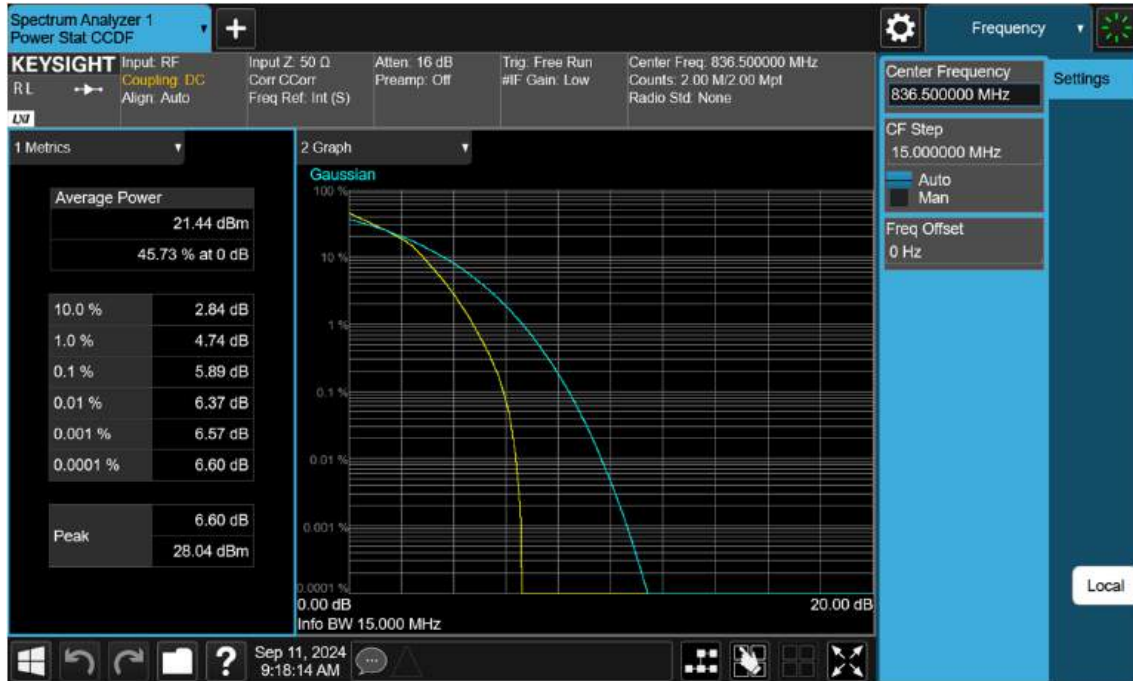 Spectrum Analyzer 1
Power Stat CCDF
+
Frequency
KEYSIGHT
RL
LXI
Input: RF
Coupling: DC
Align: Auto
Input Z: 50 Ω
Corr CCorr
Freq Ref: Int (S)
Atten: 16 dB
Preamp: Off
Trig: Free Run
#IF Gain: Low
Center Freq: 836.500000 MHz
Counts: 2.00 M/2.00 Mpt
Radio Std: None
Center Frequency
836.500000 MHz
Settings
CF Step
15.000000 MHz
Auto
Man
Freq Offset
0 Hz
1 Metrics
Average Power
21.44 dBm
45.73 % at 0 dB
10.0 % 2.84 dB
1.0 % 4.74 dB
0.1 % 5.89 dB
0.01 % 6.37 dB
0.001 % 6.57 dB
0.0001 % 6.60 dB
Peak
6.60 dB
28.04 dBm
2 Graph
Gaussian
100 %
10 %
1 %
0.1 %
0.01 %
0.001 %
0.0001 %
0.00 dB 20.00 dB
Info BW 15.000 MHz
Local
?
Sep 11, 2024
9:18:14 AM